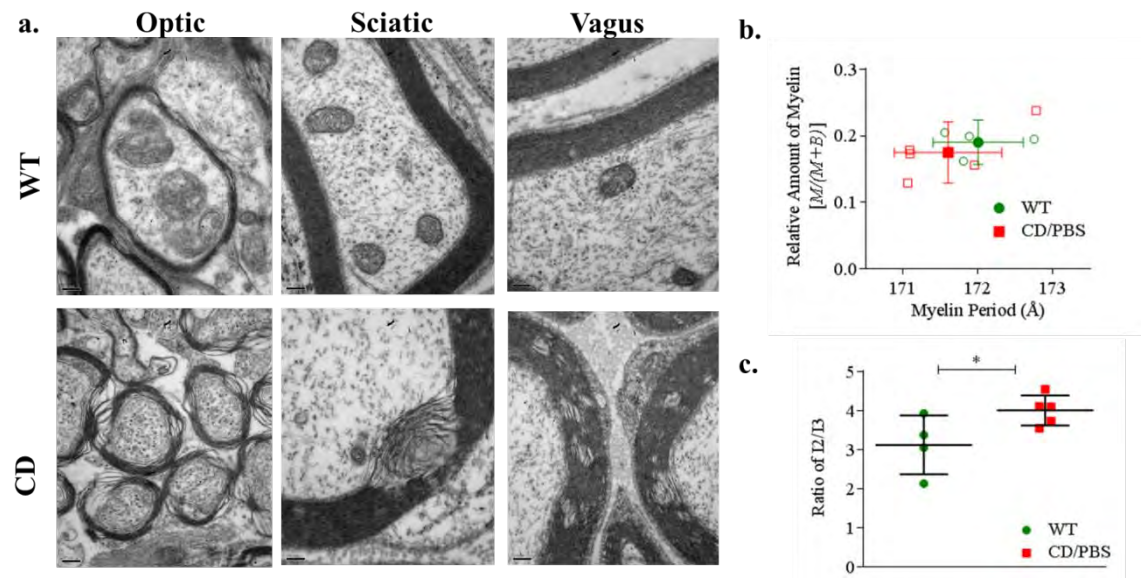 a.
Optic
Sciatic
Vagus
WT
CD
b.
Relative Amount of Myelin
[M/(M+B)]
0.3
0.2
0.1
0.0
171
172
173
Myelin Period (Å)
WT
CD/PBS
c.
*
Ratio of I2/I3
5
4
3
2
1
0
WT
CD/PBS